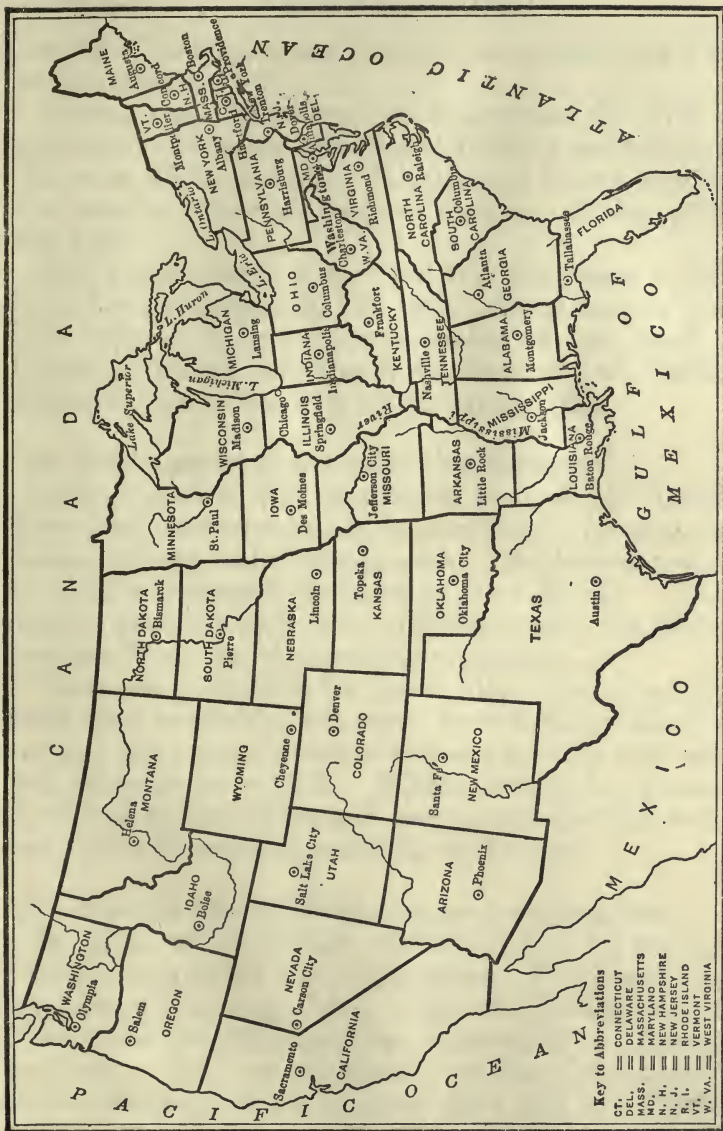 CANADA
PACIFIC OCEAN
ATLANTIC OCEAN
GULF OF MEXICO
MEXICO
WASHINGTON
Olympia
OREGON
Salem
CALIFORNIA
Sacramento
NEVADA
Carson City
IDAHO
Boise
MONTANA
Helena
WYOMING
Cheyenne
UTAH
Salt Lake City
COLORADO
Denver
ARIZONA
Phoenix
NEW MEXICO
Santa Fe
NORTH DAKOTA
Bismarck
SOUTH DAKOTA
Pierre
NEBRASKA
Lincoln
KANSAS
Topeka
OKLAHOMA
Oklahoma City
TEXAS
Austin
MINNESOTA
St. Paul
IOWA
Des Moines
MISSOURI
Jefferson City
ARKANSAS
Little Rock
LOUISIANA
Baton Rouge
WISCONSIN
Madison
ILLINOIS
Chicago
Springfield
MICHIGAN
Lansing
INDIANA
Indianapolis
OHIO
Columbus
KENTUCKY
Frankfort
TENNESSEE
Nashville
MISSISSIPPI
Jackson
Mississippi
River
ALABAMA
Montgomery
GEORGIA
Atlanta
FLORIDA
Tallahassee
SOUTH
CAROLINA
Columbus
NORTH
CAROLINA
Raleigh
VIRGINIA
Richmond
W. VA.
Charleston
Washington
MD.
DEL.
PENNSYLVANIA
Harrisburg
N.J.
Trenton
NEW YORK
Albany
Hartford
Providence
MASS.
Boston
N.H.
Concord
VT.
MAINE
Augusta
Lake Superior
L. Michigan
L. Huron
L. Erie
L. Ontario
Key to Abbreviations
CT. = CONNECTICUT
DEL. = DELAWARE
MASS. = MASSACHUSETTS
MD. = MARYLAND
N. H. = NEW HAMPSHIRE
N. J. = NEW JERSEY
R. I. = RHODE ISLAND
VT. = VERMONT
W. VA. = WEST VIRGINIA